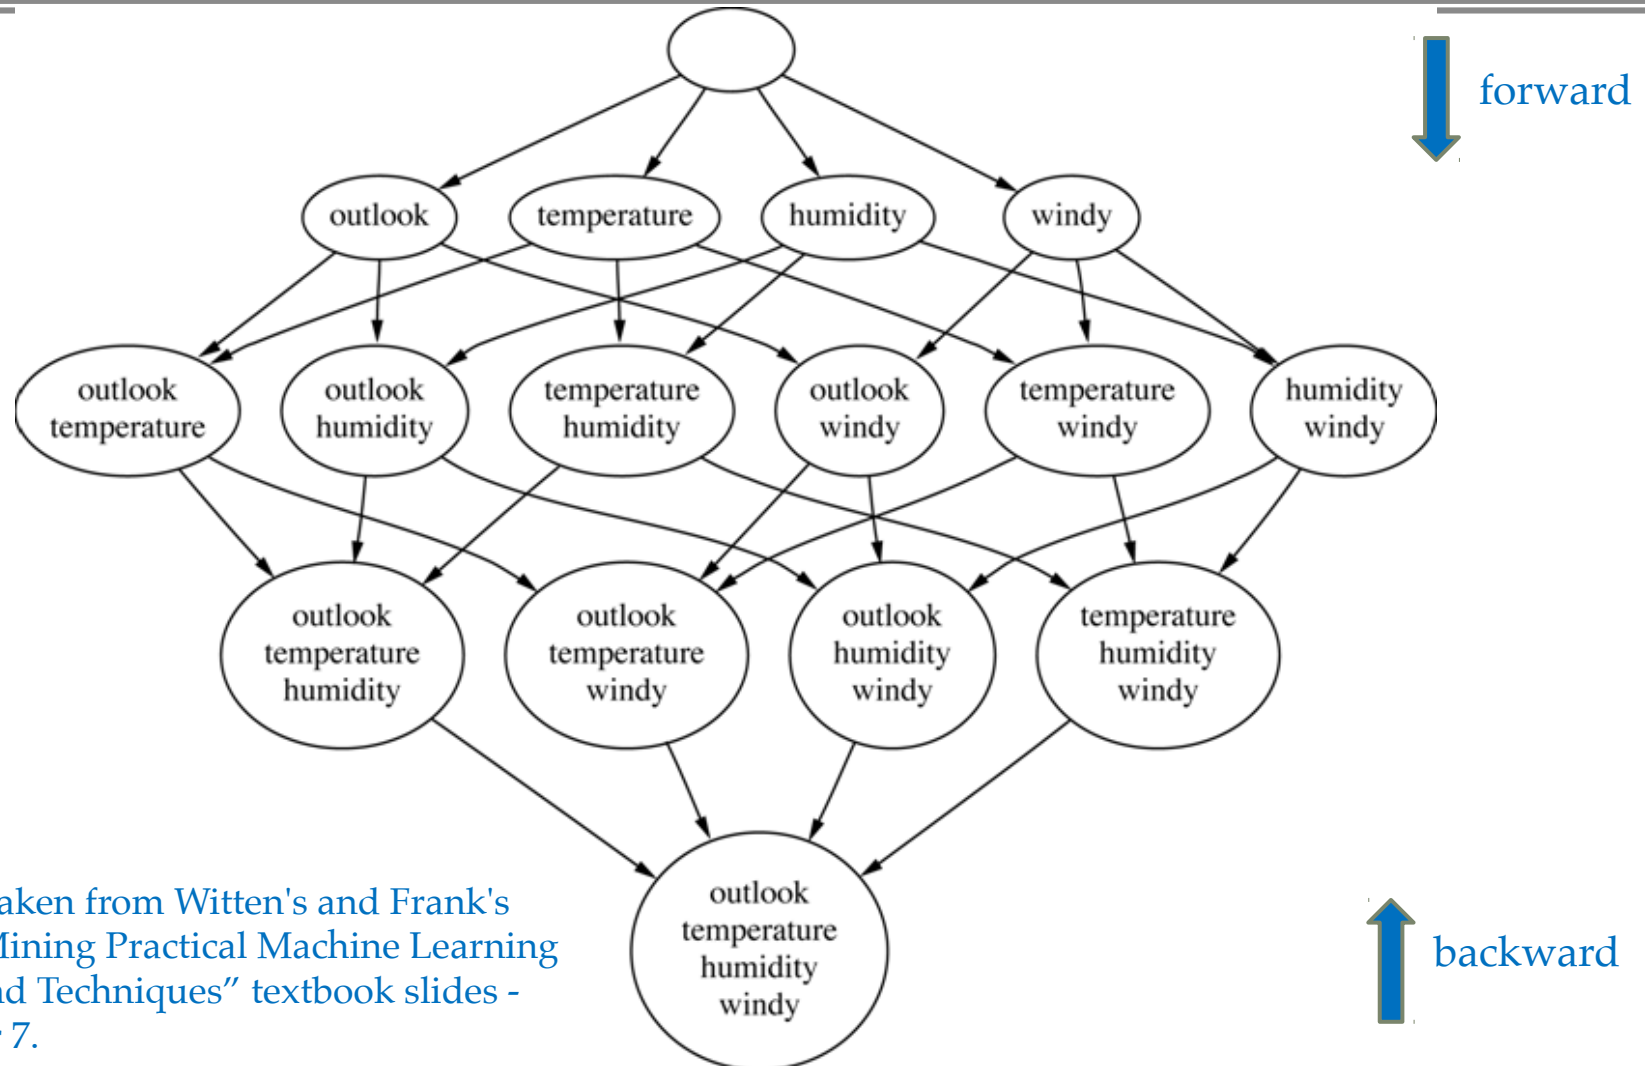 forward
outlook
temperature
humidity
windy
outlook
temperature
outlook
humidity
temperature
humidity
outlook
windy
temperature
windy
humidity
windy
outlook
temperature
humidity
outlook
temperature
windy
outlook
humidity
windy
temperature
humidity
windy
outlook
temperature
humidity
windy
aken from Witten's and Frank's
Mining Practical Machine Learning
nd Techniques” textbook slides -
7.
backward